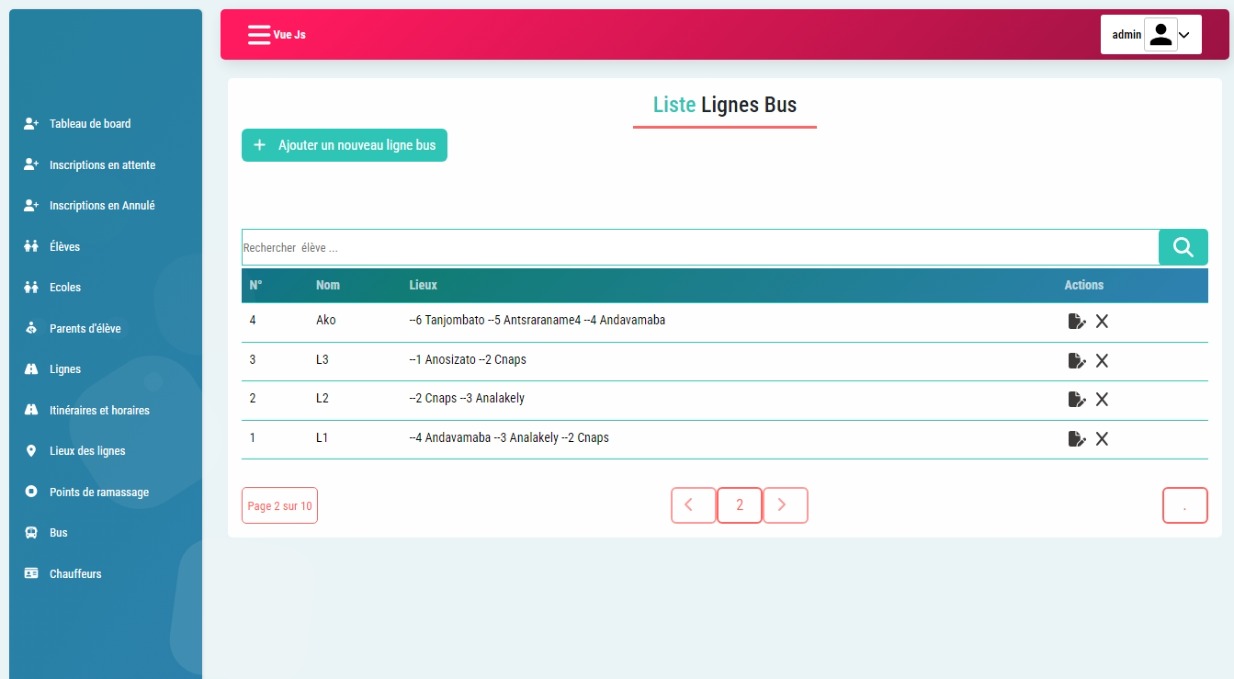 Vue Js
admin
Tableau de board
Inscriptions en attente
Inscriptions en Annulé
Élèves
Ecoles
Parents d'élève
Lignes
Itinéraires et horaires
Lieux des lignes
Points de ramassage
Bus
Chauffeurs
Liste Lignes Bus
+ Ajouter un nouveau ligne bus
Rechercher élève ...
N° Nom Lieux Actions
4 Ako --6 Tanjombato --5 Antsraraname4 --4 Andavamaba
3 L3 --1 Anosizato --2 Cnaps
2 L2 --2 Cnaps --3 Analakely
1 L1 --4 Andavamaba --3 Analakely --2 Cnaps
Page 2 sur 10
2
.